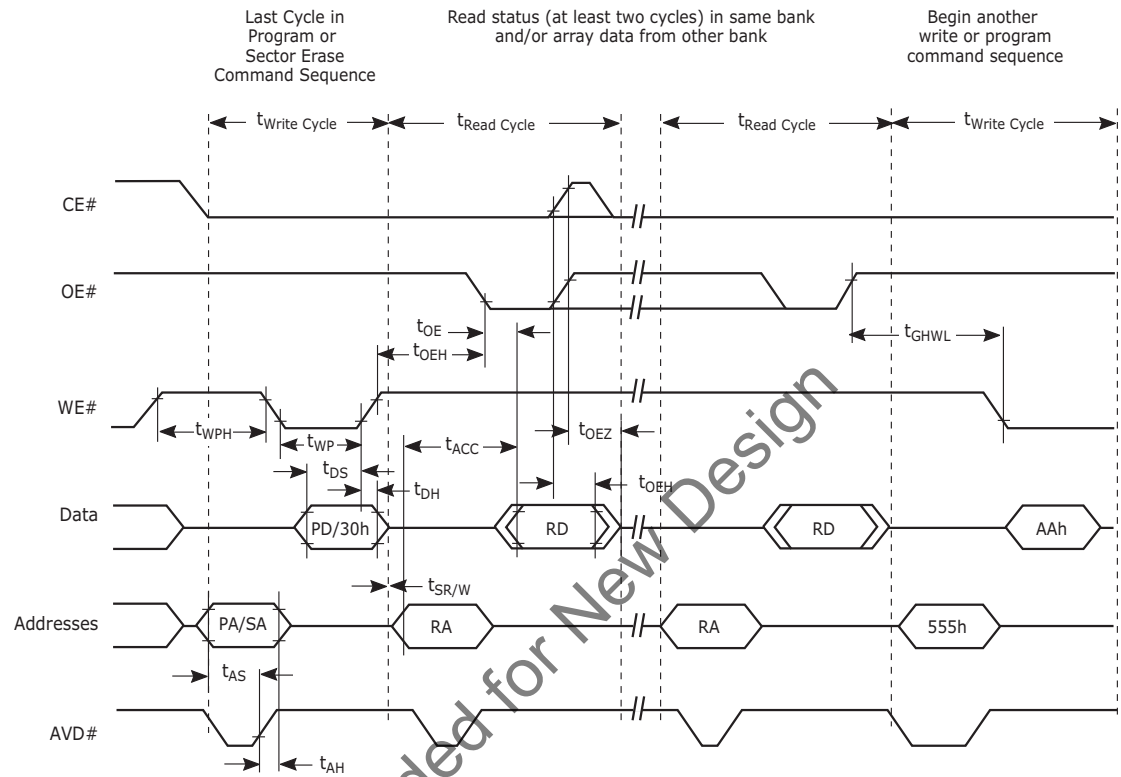 Last Cycle in
Program or
Sector Erase
Command Sequence
Read status (at least two cycles) in same bank
and/or array data from other bank
Begin another
write or program
command sequence
tWrite Cycle
tRead Cycle
tRead Cycle
tWrite Cycle
CE#
OE#
tOE
tOEH
tGHWL
WE#
tWPH
tWP
tACC
tOEZ
tDS
tDH
tOEH
Data
PD/30h
RD
RD
AAh
tSR/W
Addresses
PA/SA
RA
RA
555h
tAS
AVD#
tAH
ded for New Design